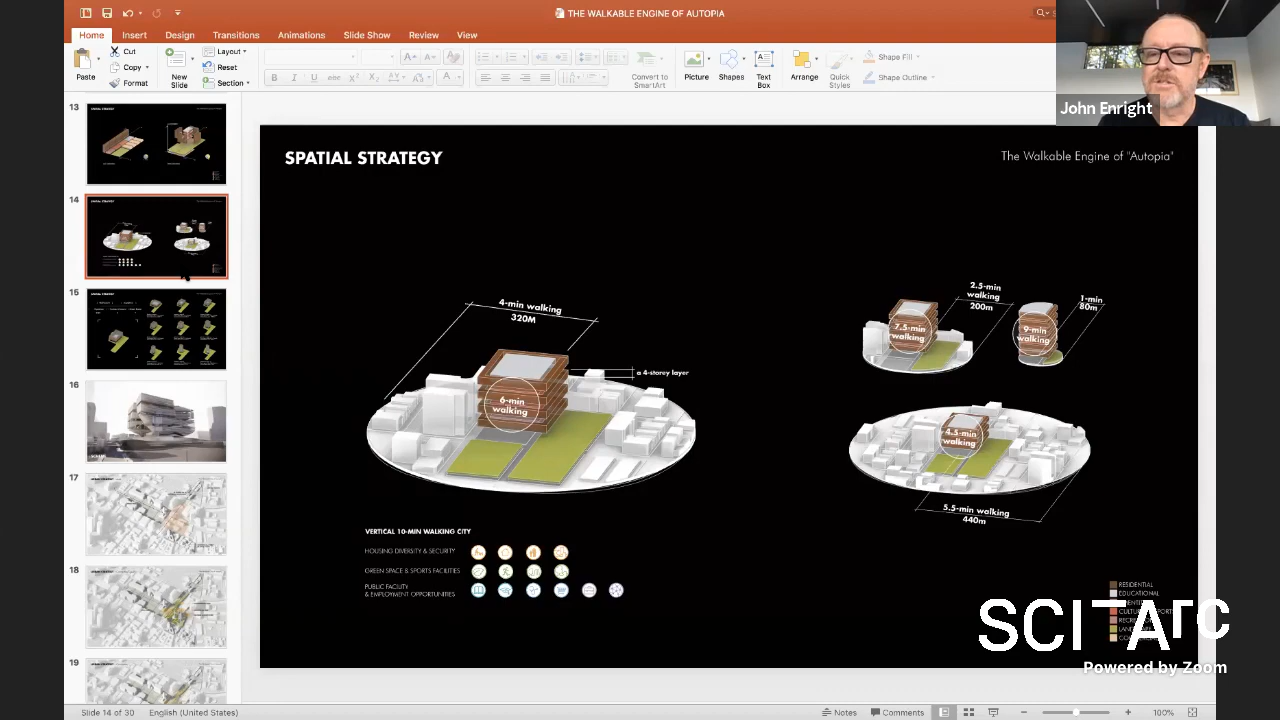 THE WALKABLE ENGINE OF AUTOPIA
Home Insert Design Transitions Animations Slide Show Review View
Paste
Cut
Copy
Format
New Slide
Layout
Reset
Section
Convert to SmartArt
Picture
Shapes
Text Box
Arrange
Quick Styles
Shape Fill
Shape Outline
John Enright
13
14
15
16
17
18
19
SPATIAL STRATEGY
The Walkable Engine of "Autopia"
4-min walking
320M
a 4-storey layer
6-min
walking
2.5-min
walking
200m
1-min
80m
7.5-min
walking
9-min
walking
4.5-min
walking
5.5-min walking
440m
VERTICAL 10-MIN WALKING CITY
HOUSING DIVERSITY & SECURITY
GREEN SPACE & SPORTS FACILITIES
PUBLIC FACILITY
& EMPLOYMENT OPPORTUNITIES
RESIDENTIAL
EDUCATIONAL
SCI Arc
Powered by Zoom
Slide 14 of 30 English (United States)
Notes Comments 100%